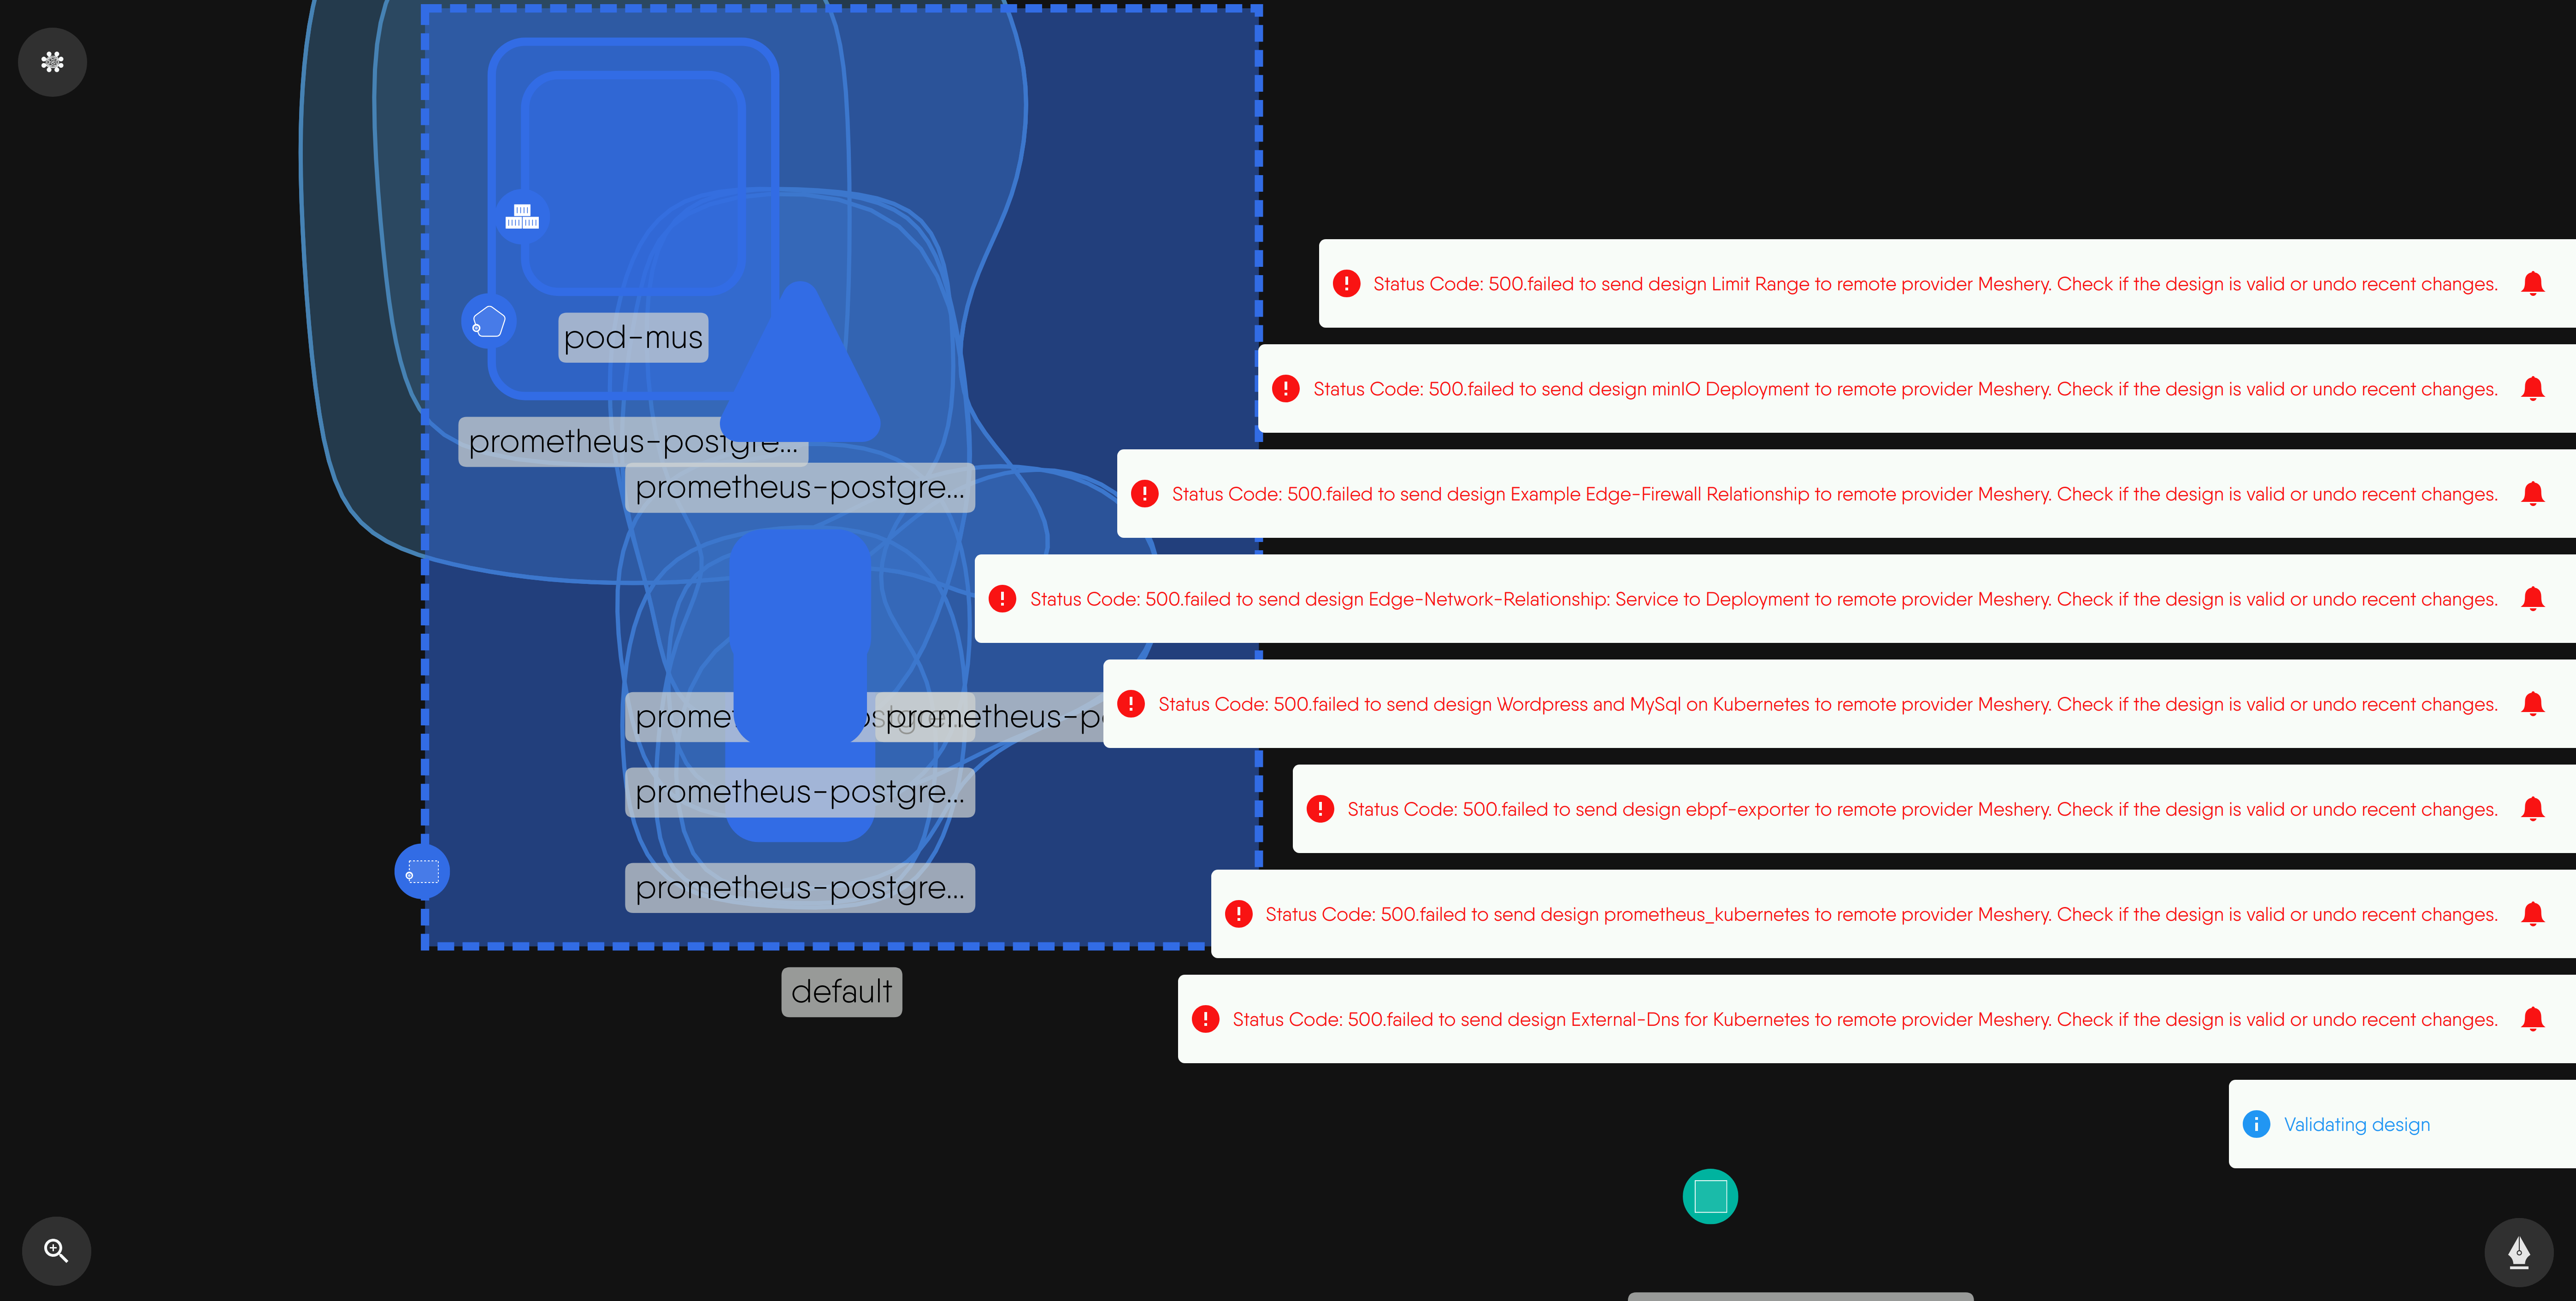 pod-mus
prometheus-postgre...
prometheus-postgre...
prometheus-p
prometheus-postgre...
prometheus-postgre...
default
Status Code: 500.failed to send design Limit Range to remote provider Meshery. Check if the design is valid or undo recent changes.
Status Code: 500.failed to send design minIO Deployment to remote provider Meshery. Check if the design is valid or undo recent changes.
Status Code: 500.failed to send design Example Edge-Firewall Relationship to remote provider Meshery. Check if the design is valid or undo recent changes.
Status Code: 500.failed to send design Edge-Network-Relationship: Service to Deployment to remote provider Meshery. Check if the design is valid or undo recent changes.
Status Code: 500.failed to send design Wordpress and MySql on Kubernetes to remote provider Meshery. Check if the design is valid or undo recent changes.
Status Code: 500.failed to send design ebpf-exporter to remote provider Meshery. Check if the design is valid or undo recent changes.
Status Code: 500.failed to send design prometheus_kubernetes to remote provider Meshery. Check if the design is valid or undo recent changes.
Status Code: 500.failed to send design External-Dns for Kubernetes to remote provider Meshery. Check if the design is valid or undo recent changes.
Validating design